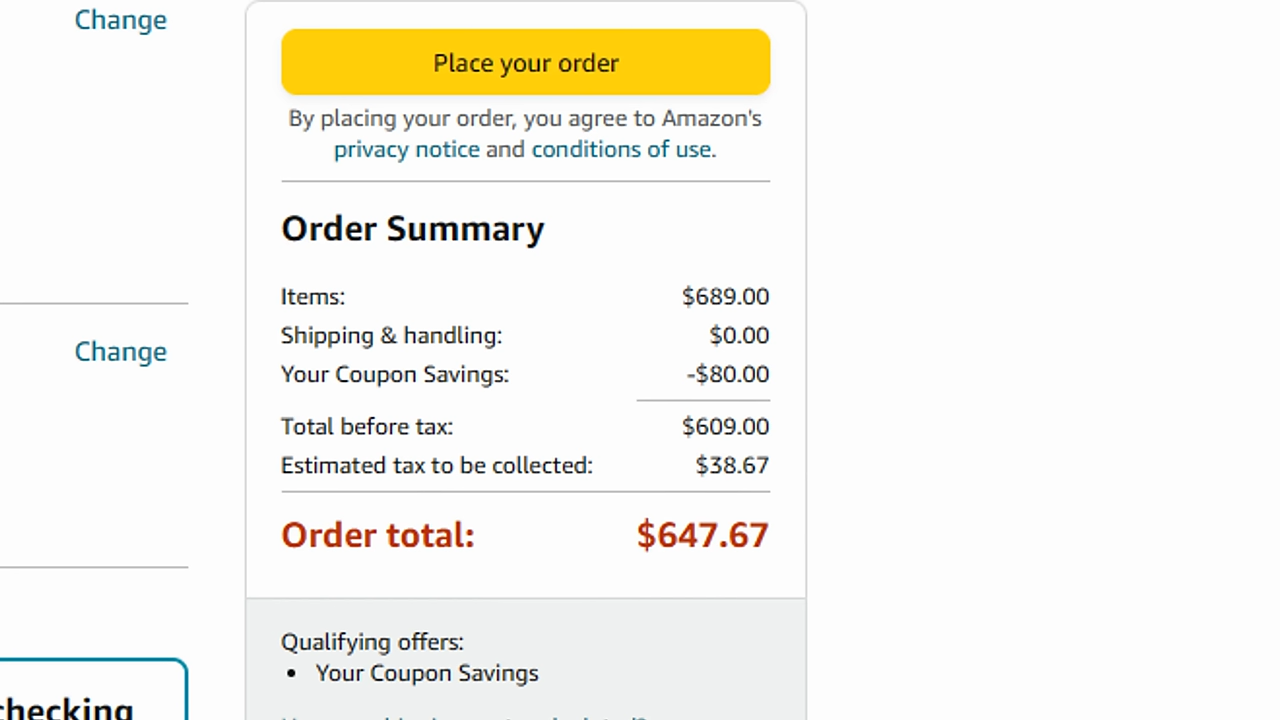 Change
Place your order
By placing your order, you agree to Amazon's
privacy notice and conditions of use.
Order Summary
Items: $689.00
Shipping & handling: $0.00
Your Coupon Savings: -$80.00
Total before tax: $609.00
Change
Estimated tax to be collected: $38.67
Order total: $647.67
Qualifying offers:
• Your Coupon Savings
checking